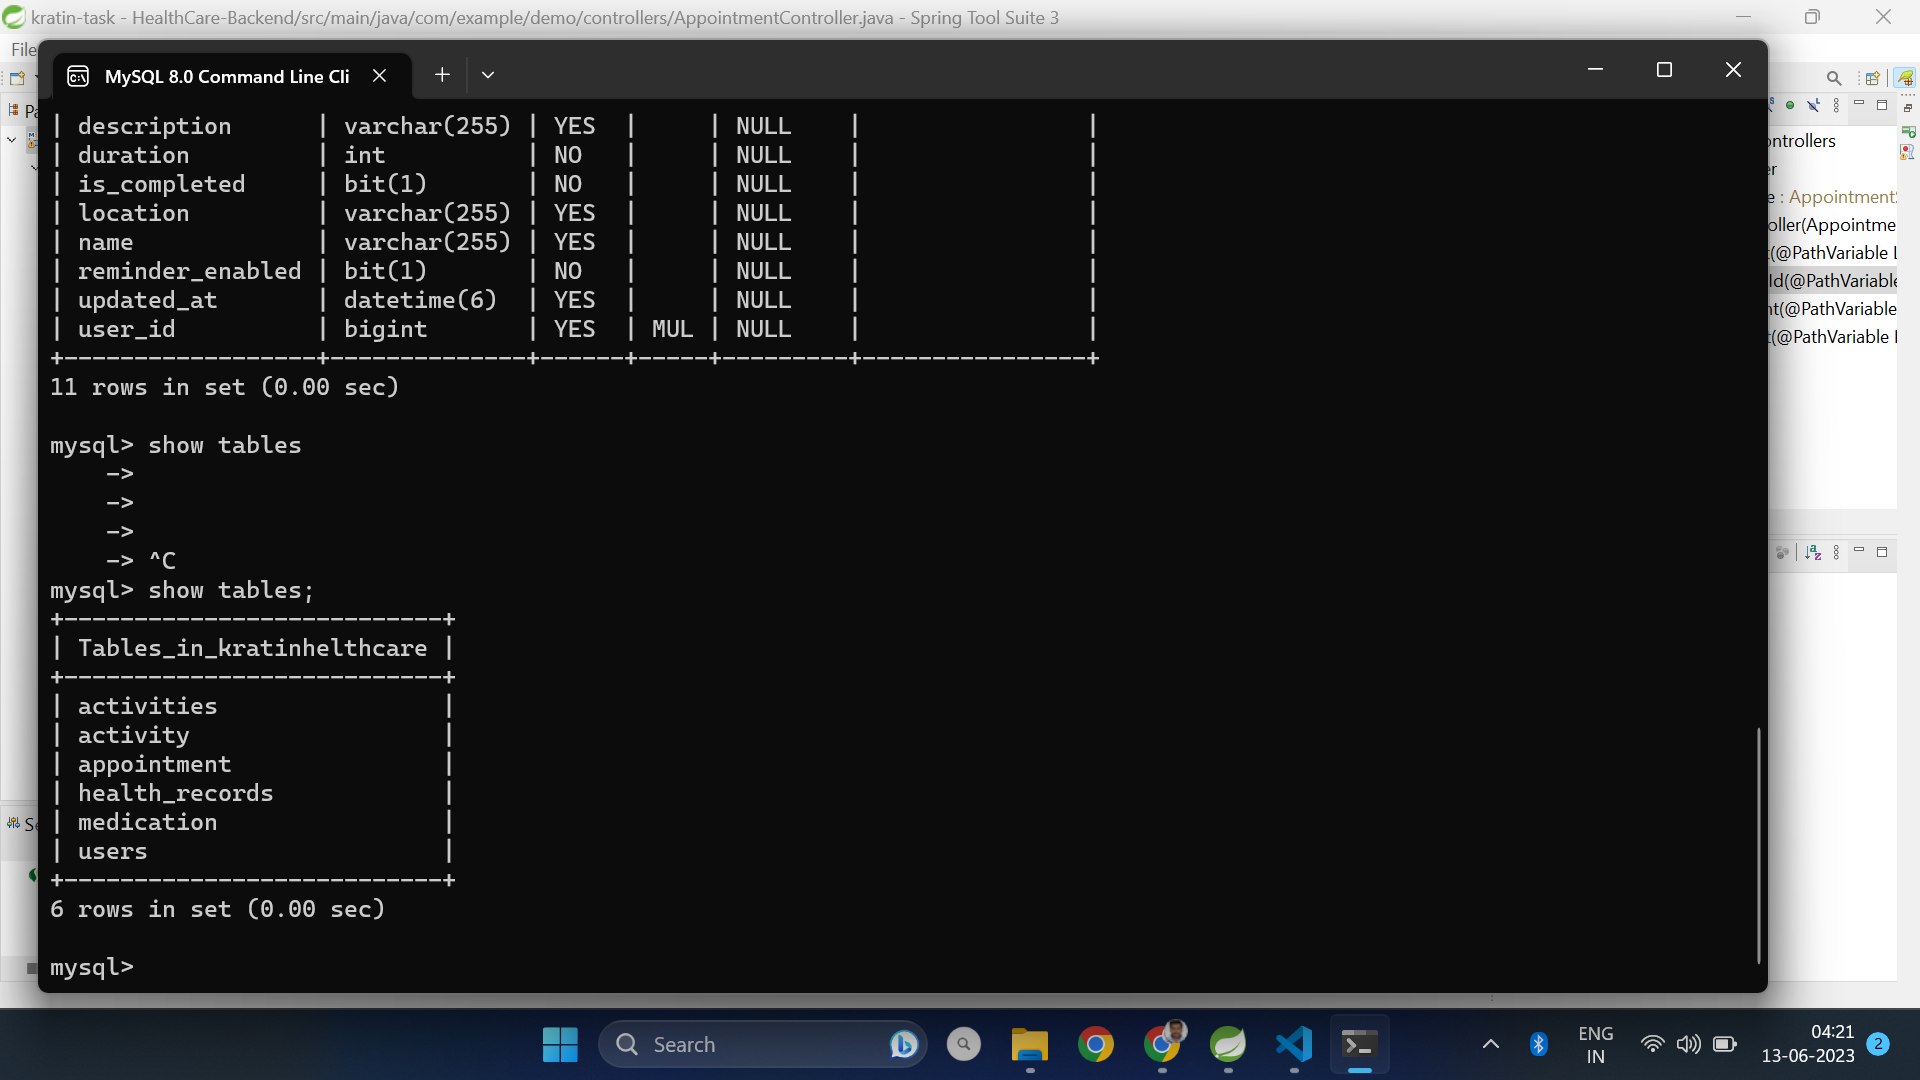 kratin-task - HealthCare-Backend/src/main/java/com/example/demo/controllers/AppointmentController.java - Spring Tool Suite 3
File
MySQL 8.0 Command Line Cli
| description | varchar(255) | YES | | NULL | |
| duration | int | NO | | NULL | |
| is_completed | bit(1) | NO | | NULL | |
| location | varchar(255) | YES | | NULL | |
| name | varchar(255) | YES | | NULL | |
| reminder_enabled | bit(1) | NO | | NULL | |
| updated_at | datetime(6) | YES | | NULL | |
| user_id | bigint | YES | MUL | NULL | |
+------------------+--------------+------+-----+---------+----------------+
11 rows in set (0.00 sec)
mysql> show tables
->
->
->
-> ^C
mysql> show tables;
+---------------------------+
| Tables_in_kratinhelthcare |
+---------------------------+
| activities |
| activity |
| appointment |
| health_records |
| medication |
| users |
+---------------------------+
6 rows in set (0.00 sec)
mysql>
Pa
ontrollers
er
e : Appointment
oller(Appointme
(@PathVariable
Id(@PathVariable
nt(@PathVariable
t(@PathVariable
Se
Search
ENG
IN
04:21
13-06-2023
2